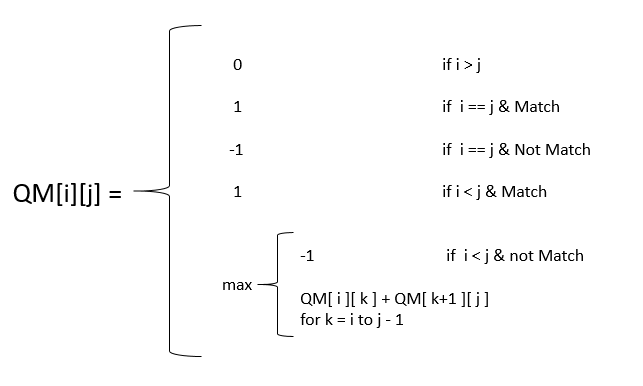 0 if i > j
1 if i == j & Match
-1 if i == j & Not Match
QM[i][j] = 1 if i < j & Match
-1 if i < j & not Match
max
QM[ i ][ k ] + QM[ k+1 ][ j ]
for k = i to j - 1